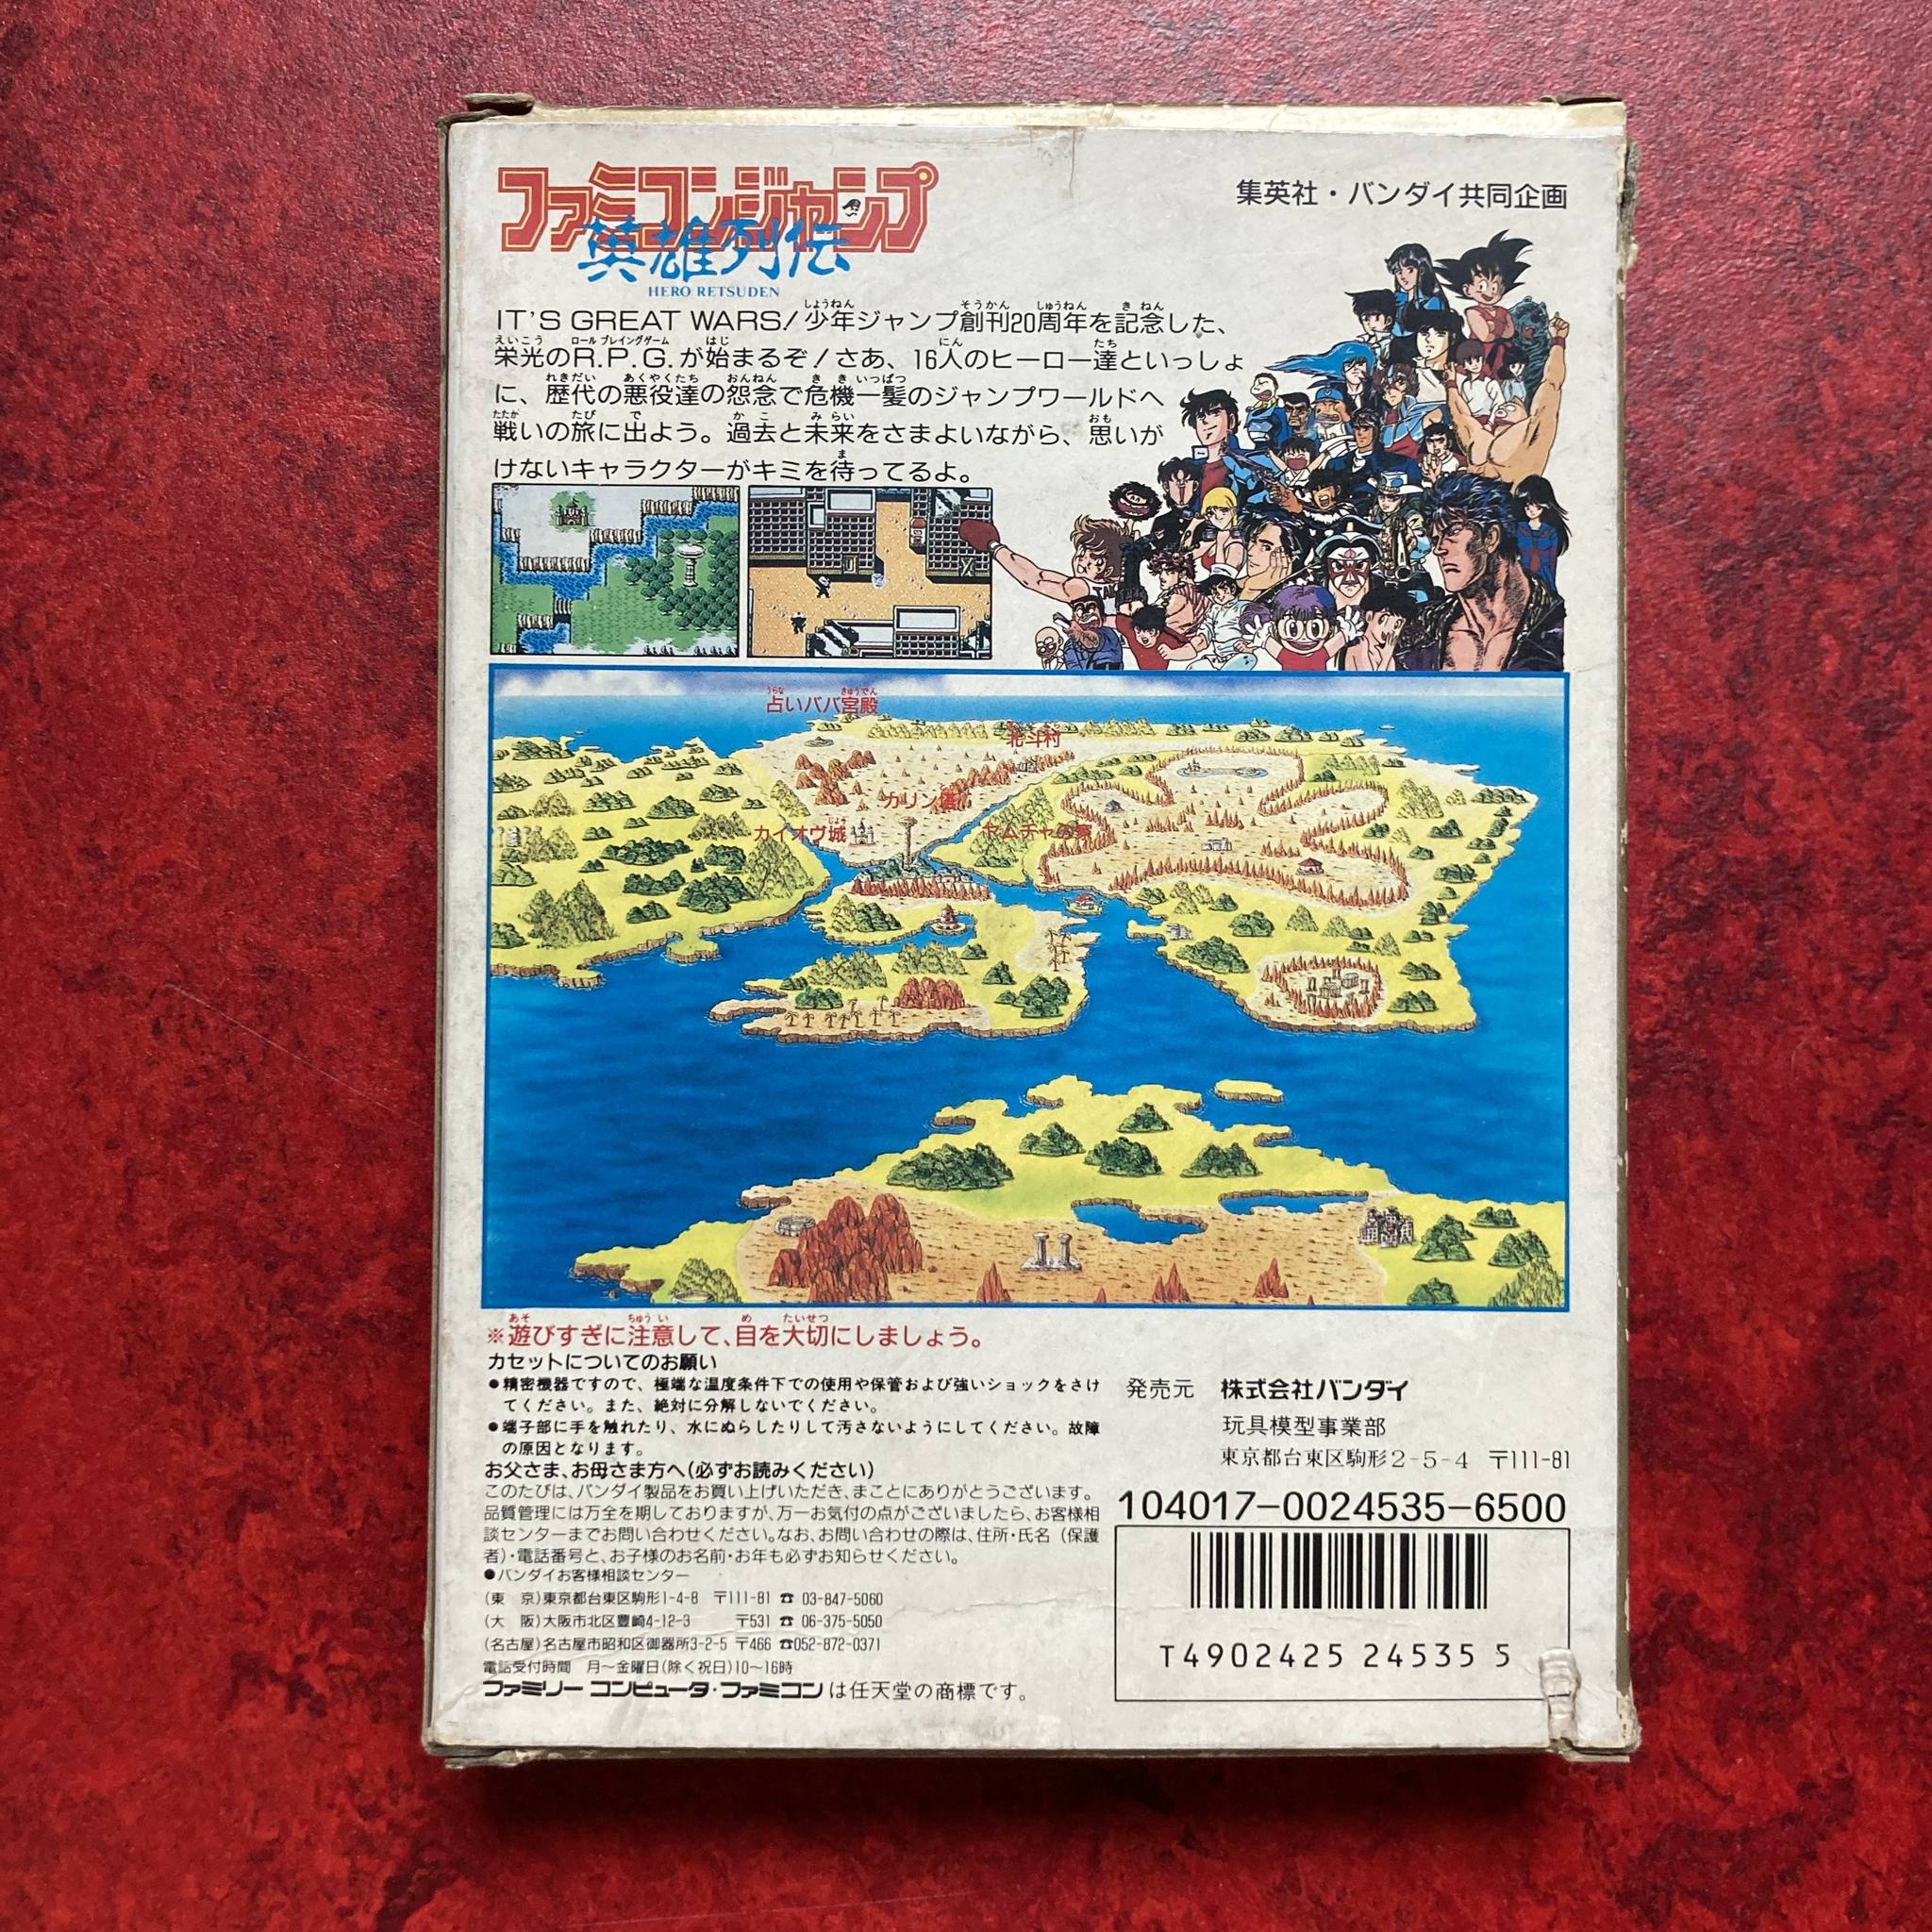 ファミコンジャンプ
英雄列伝
HERO RETSUDEN
集英社・バンダイ共同企画
IT'S GREAT WARS!少年ジャンプ創刊20周年を記念した、
栄光のR.P.G.が始まるぞ!さあ、16人のヒーロー達といっしょ
に、歴代の悪役達の怨念で危機一髪のジャンプワールドへ
戦いの旅に出よう。過去と未来をさまよいながら、思いが
けないキャラクターがキミを待ってるよ。
占いババ宮殿
北斗村
カリン塔
カイオウ城
ヤムチャの家
※遊びすぎに注意して、目を大切にしましょう。
カセットについてのお願い
●精密機器ですので、極端な温度条件下での使用や保管および強いショックをさけ
てください。また、絶対に分解しないでください。
●端子部に手を触れたり、水にぬらしたりして汚さないようにしてください。故障
の原因となります。
お父さま、お母さま方へ(必ずお読みください)
このたびは、バンダイ製品をお買い上げいただき、まことにありがとうございます。
品質管理には万全を期しておりますが、万一お気付の点がございましたら、お客様相
談センターまでお問い合わせください。なお、お問い合わせの際は、住所・氏名(保護
者)・電話番号と、お子様のお名前・お年も必ずお知らせください。
●バンダイお客様相談センター
(東 京)東京都台東区駒形1-4-8 〒111-81 ☎ 03-847-5060
(大 阪)大阪市北区豊崎4-12-3 〒531 ☎ 06-375-5050
(名古屋)名古屋市昭和区御器所3-2-5 〒466 ☎052-872-0371
電話受付時間 月〜金曜日(除く祝日)10〜16時
ファミリー コンピュータ・ファミコンは任天堂の商標です。
発売元 株式会社バンダイ
玩具模型事業部
東京都台東区駒形2-5-4 〒111-81
104017-0024535-6500
T4902425 24535 5